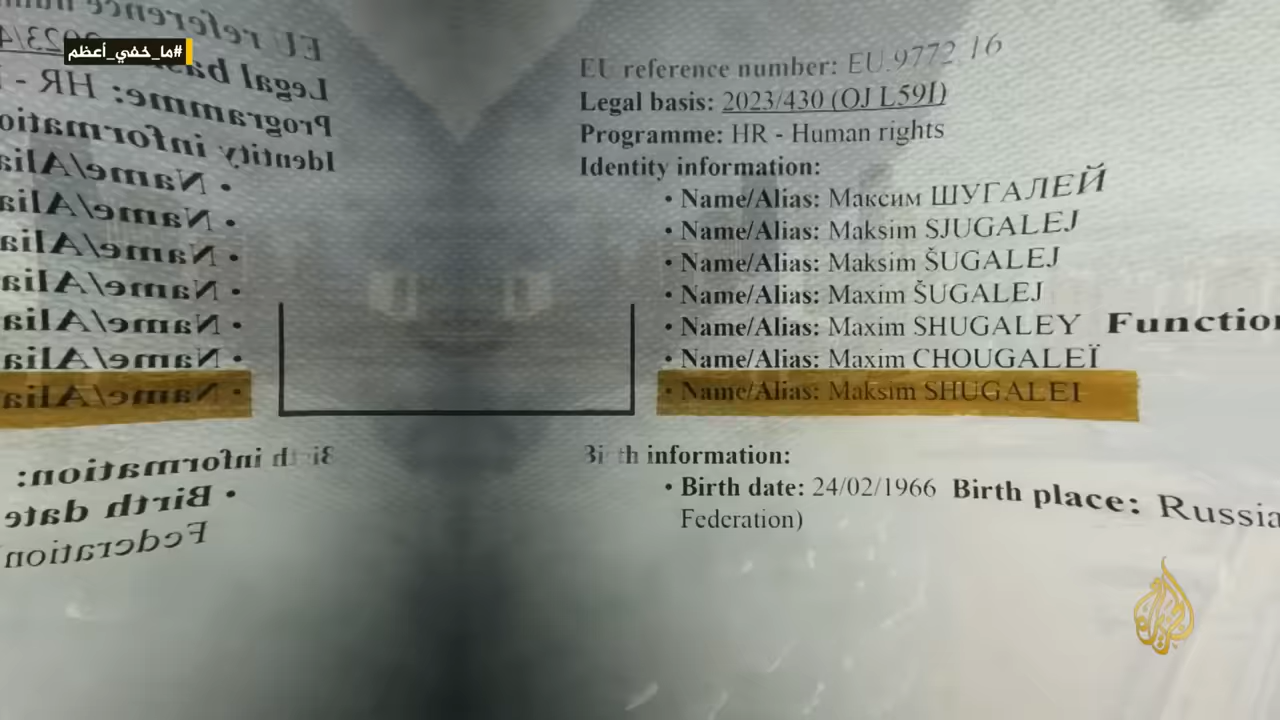 #ما_خفي_أعظم
EU reference number: EU.9772 16
Legal basis: 2023/430 (OJ L59I)
Programme: HR - Human rights
Identity information:
• Name/Alias: Максим ШУГАЛЕЙ
• Name/Alias: Maksim SJUGALEJ
• Name/Alias: Maksim ŠUGALEJ
• Name/Alias: Maxim ŠUGALEJ
• Name/Alias: Maxim SHUGALEY Function
• Name/Alias: Maxim CHOUGALEÏ
• Name/Alias: Maksim SHUGALEI
Birth information:
• Birth date: 24/02/1966 Birth place: Russia
Federation)